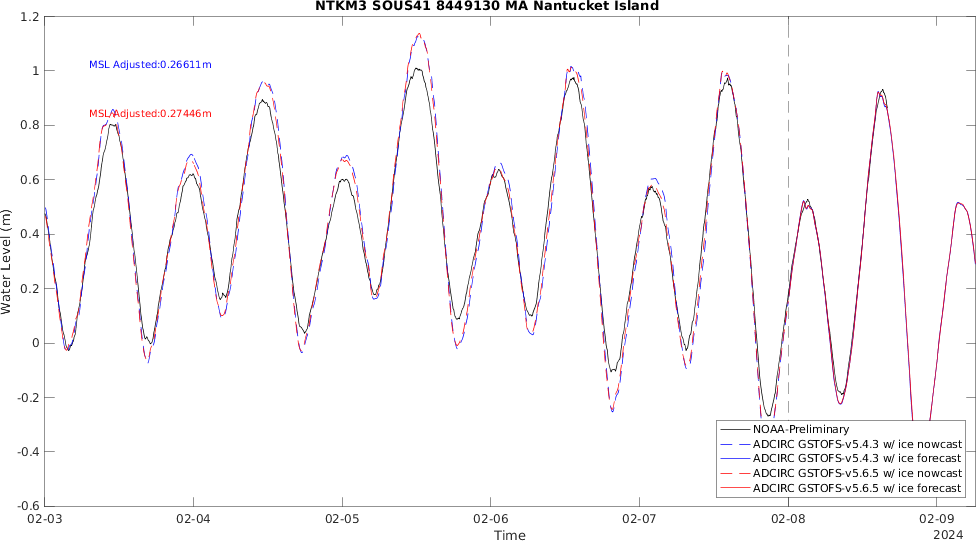 NTKM3 SOUS41 8449130 MA Nantucket Island
1.2
MSL Adjusted:0.26611m
1
MSL Adjusted:0.27446m
0.8
0.6
0.4
0.2
0
-0.2
-0.4
-0.6
Water Level (m)
NOAA-Preliminary
ADCIRC GSTOFS-v5.4.3 w/ ice nowcast
ADCIRC GSTOFS-v5.4.3 w/ ice forecast
ADCIRC GSTOFS-v5.6.5 w/ ice nowcast
ADCIRC GSTOFS-v5.6.5 w/ ice forecast
02-03 02-04 02-05 02-06 02-07 02-08 02-09
Time
2024